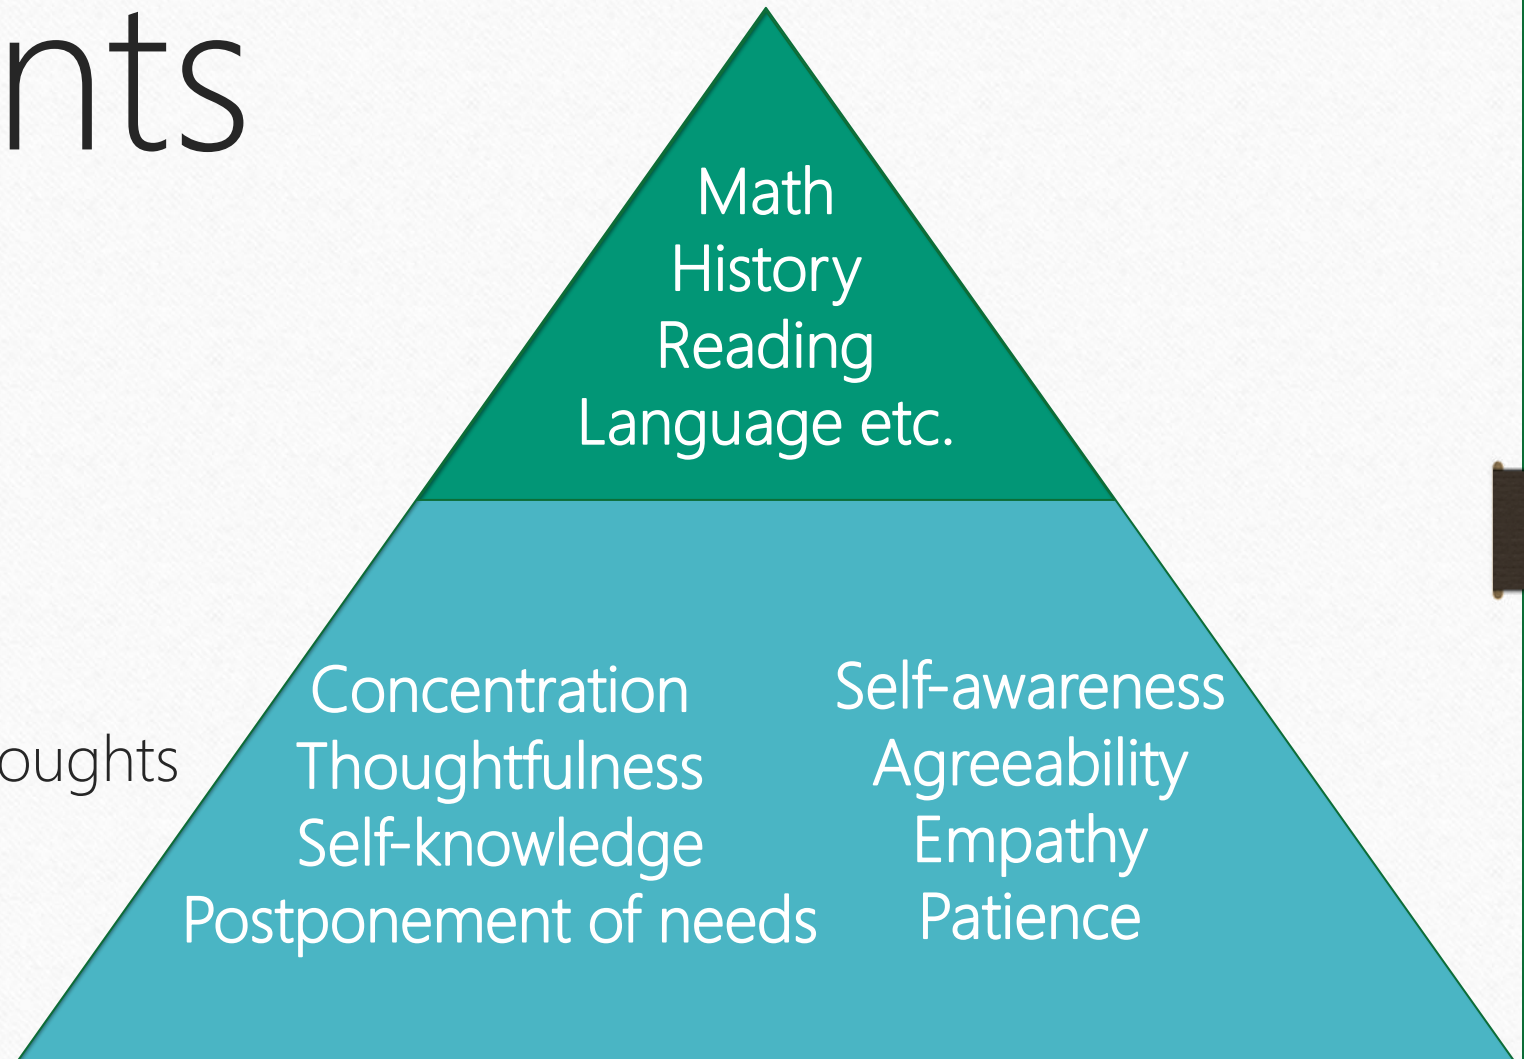 nts
Math
History
Reading
Language etc.
oughts
Concentration
Thoughtfulness
Self-knowledge
Postponement of needs
Self-awareness
Agreeability
Empathy
Patience